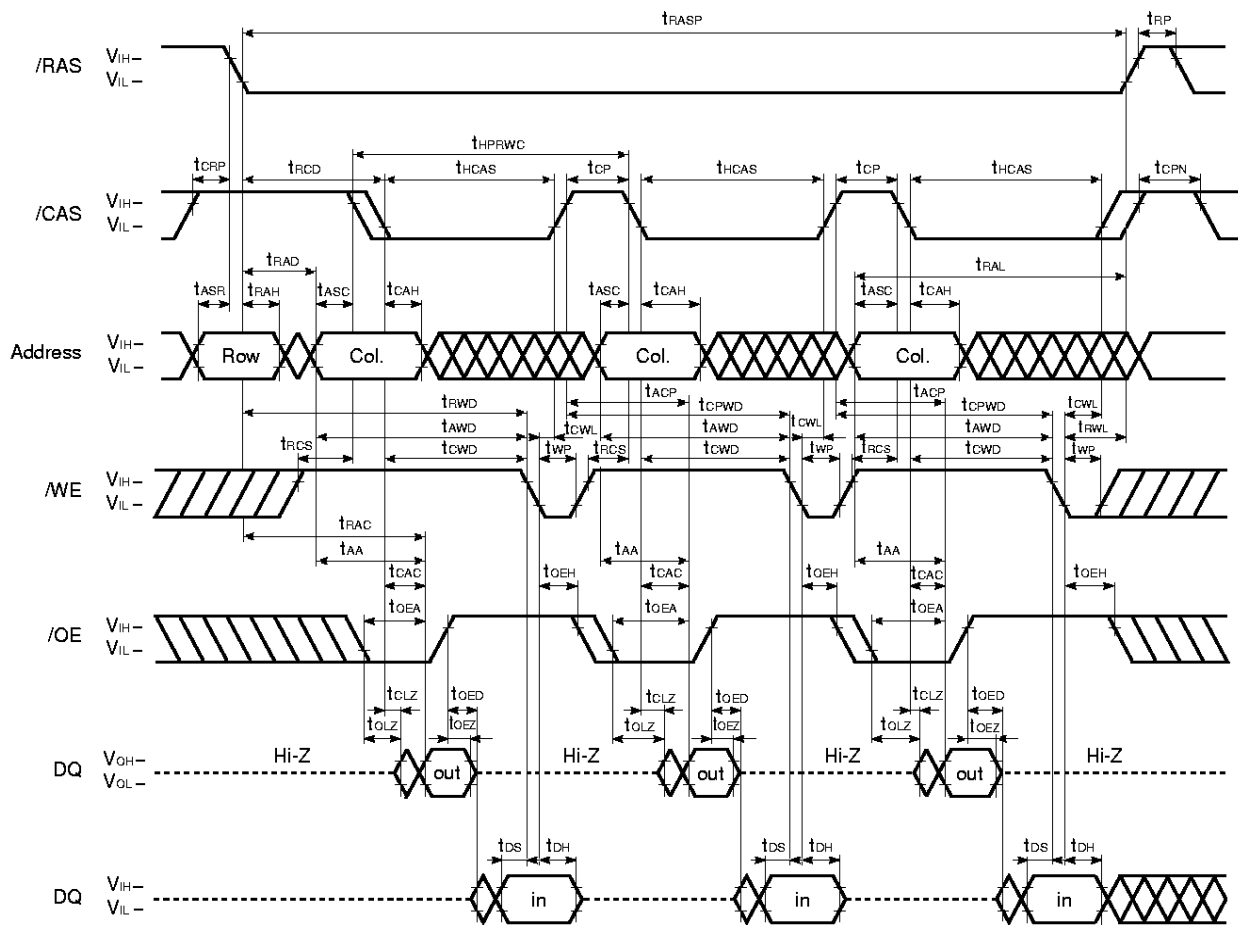 tRASP tRP
/RAS VIH–
VIL –
tHPRWC
tCRP tRCD tHCAS tCP tHCAS tCP tHCAS tCPN
/CAS VIH–
VIL –
tRAD tRAL
tASR tRAH tASC tCAH tASC tCAH tASC tCAH
Address VIH–
VIL –
Row Col. Col. Col.
tACP tACP
tRWD tCPWD tCPWD tCWL
tAWD tCWL tAWD tCWL tAWD tRWL
tRCS tCWD tWP tRCS tCWD tWP tRCS tCWD tWP
/WE VIH–
VIL –
tRAC
tAA tAA tAA
tCAC tOEH tCAC tOEH tCAC tOEH
tOEA tOEA tOEA
/OE VIH–
VIL –
tCLZ tOED tCLZ tOED tCLZ tOED
tOLZ tOEZ tOLZ tOEZ tOLZ tOEZ
DQ VOH–
VOL –
Hi-Z out Hi-Z out Hi-Z out Hi-Z
tDS tDH tDS tDH tDS tDH
DQ VIH–
VIL –
in in in